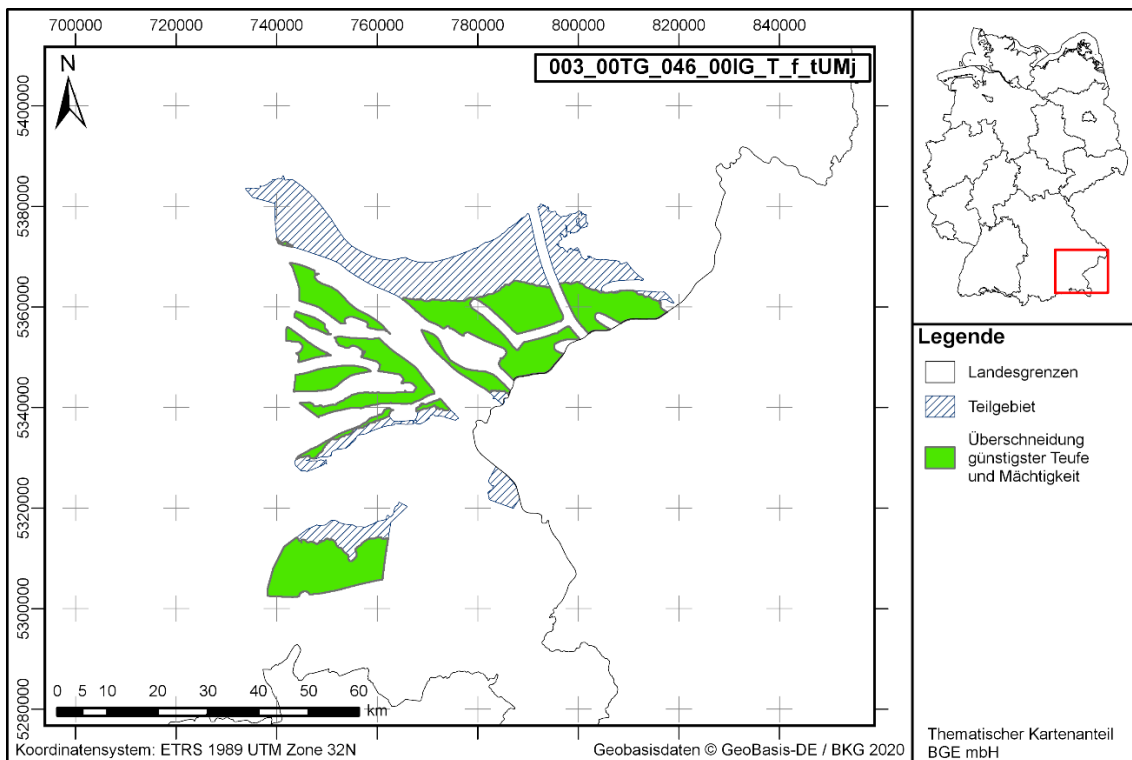 700000 720000 740000 760000 780000 800000 820000 840000
N
003_00TG_046_00IG_T_f_tUMj
5400000
5380000
5360000
5340000
5320000
5300000
5280000
0 5 10 20 30 40 50 60
km
Koordinatensystem: ETRS 1989 UTM Zone 32N
Geobasisdaten © GeoBasis-DE / BKG 2020
Legende
Landesgrenzen
Teilgebiet
Überschneidung
günstigster Teufe
und Mächtigkeit
Thematischer Kartenanteil
BGE mbH